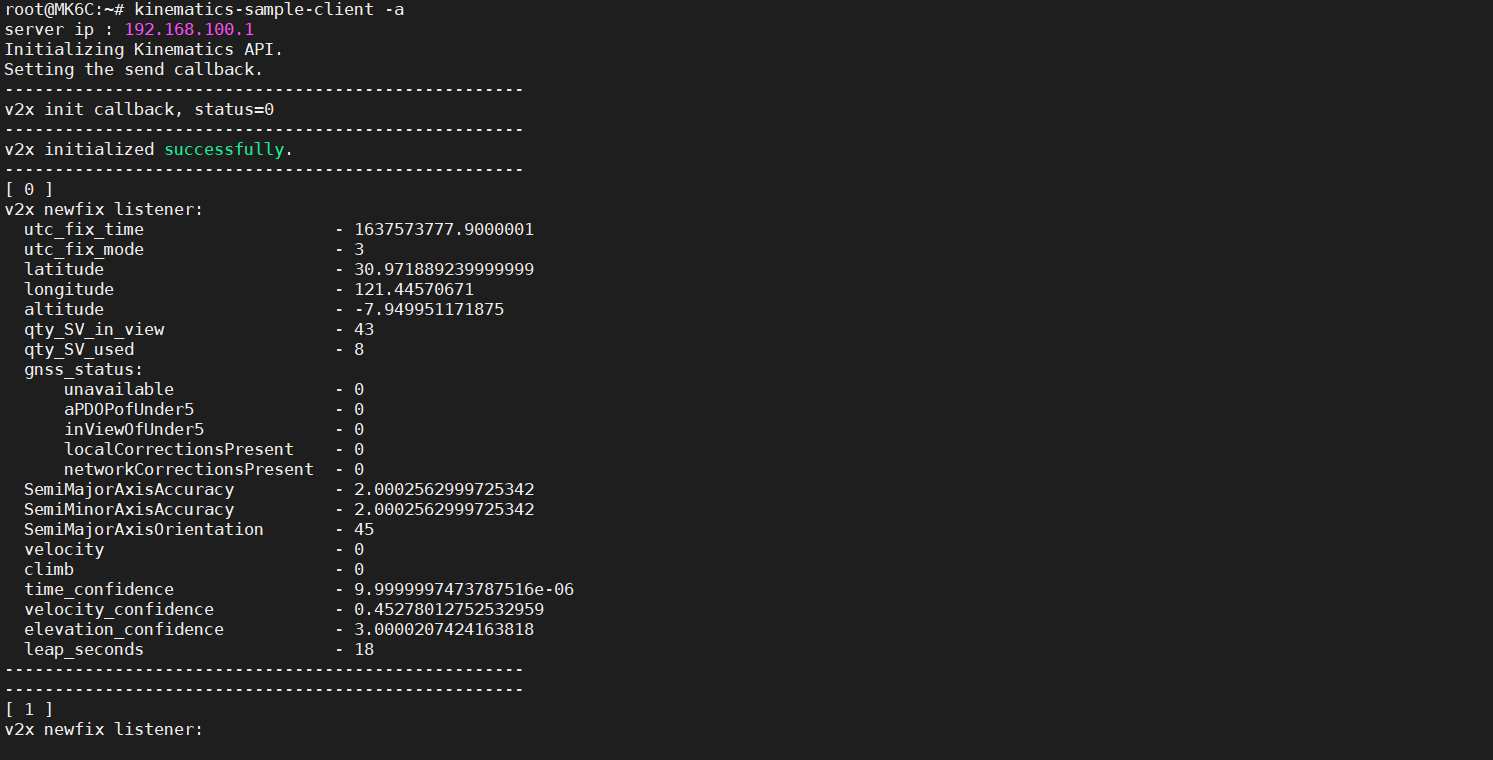 root@MK6C:~# kinematics-sample-client -a
server ip : 192.168.100.1
Initializing Kinematics API.
Setting the send callback.
----------------------------------------------------
v2x init callback, status=0
----------------------------------------------------
v2x initialized successfully.
----------------------------------------------------
[ 0 ]
v2x newfix listener:
  utc_fix_time                   - 1637573777.9000001
  utc_fix_mode                   - 3
  latitude                       - 30.971889239999999
  longitude                      - 121.44570671
  altitude                       - -7.949951171875
  qty_SV_in_view                 - 43
  qty_SV_used                    - 8
  gnss_status:
      unavailable                - 0
      aPDOPofUnder5              - 0
      inViewOfUnder5             - 0
      localCorrectionsPresent    - 0
      networkCorrectionsPresent  - 0
  SemiMajorAxisAccuracy          - 2.0002562999725342
  SemiMinorAxisAccuracy          - 2.0002562999725342
  SemiMajorAxisOrientation       - 45
  velocity                       - 0
  climb                          - 0
  time_confidence                - 9.9999997473787516e-06
  velocity_confidence            - 0.45278012752532959
  elevation_confidence           - 3.0000207424163818
  leap_seconds                   - 18
----------------------------------------------------
----------------------------------------------------
[ 1 ]
v2x newfix listener: